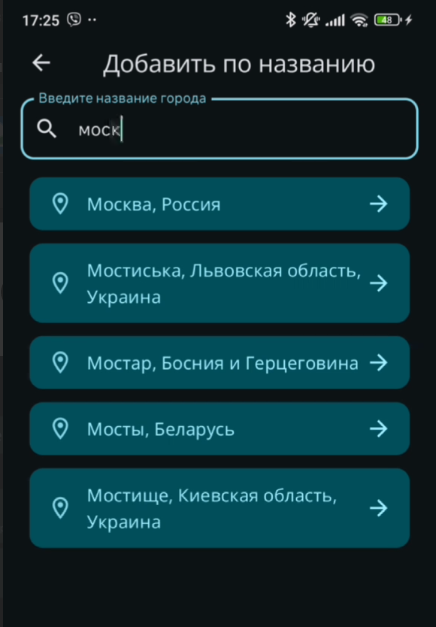 17:25
48
Добавить по названию
Введите название города
моск
Москва, Россия
Мостиська, Львовская область,
Украина
Мостар, Босния и Герцеговина
Мосты, Беларусь
Мостище, Киевская область,
Украина